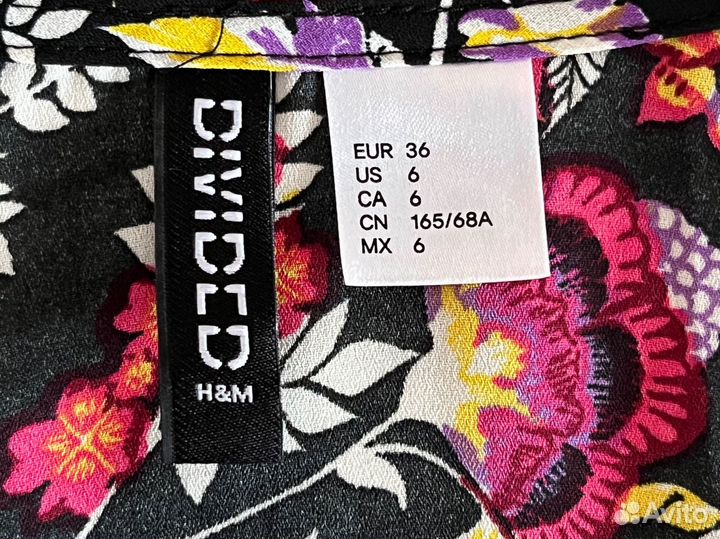 DIVIDED
H&M
EUR 36
US 6
CA 6
CN 165/68A
MX 6
Avito